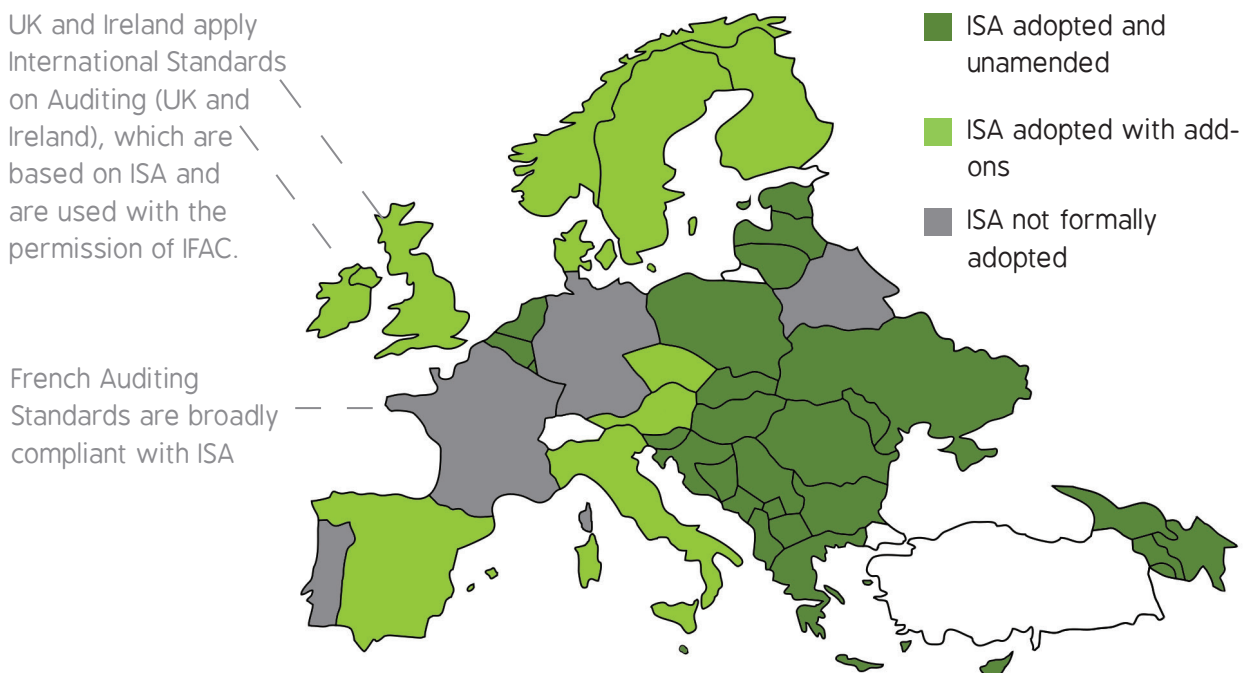 UK and Ireland apply
International Standards
on Auditing (UK and
Ireland), which are
based on ISA and
are used with the
permission of IFAC.
French Auditing
Standards are broadly
compliant with ISA
ISA adopted and
unamended
ISA adopted with add-
ons
ISA not formally
adopted